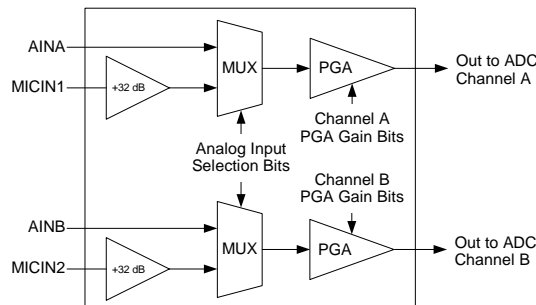 AINA
MICIN1
+32 dB
MUX
PGA
Out to ADC
Channel A
Channel A
PGA Gain Bits
Analog Input
Selection Bits
Channel B
PGA Gain Bits
AINB
MICIN2
+32 dB
MUX
PGA
Out to ADC
Channel B